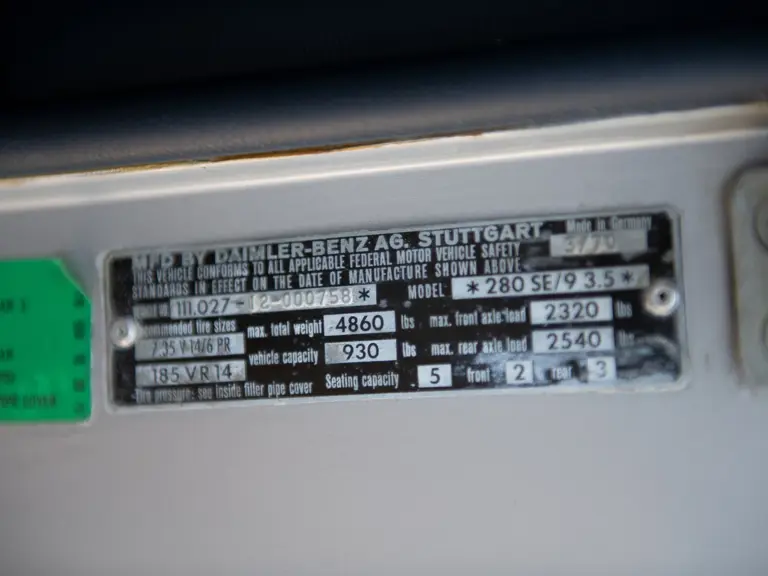 MFD BY DAIMLER-BENZ AG. STUTTGART Made in Germany
THIS VEHICLE CONFORMS TO ALL APPLICABLE FEDERAL MOTOR VEHICLE SAFETY 3/70
STANDARDS IN EFFECT ON THE DATE OF MANUFACTURE SHOWN ABOVE
111.027-12-000758* MODEL *280 SE/9 3.5*
recommended tire sizes max. total weight 4860 lbs max. front axle load 2320 lbs
7.35 V 14/6 PR vehicle capacity 930 lbs max. rear axle load 2540 lbs
185 VR 14 Seating capacity 5 front 2 rear 3
Tire pressure: see inside filler pipe cover